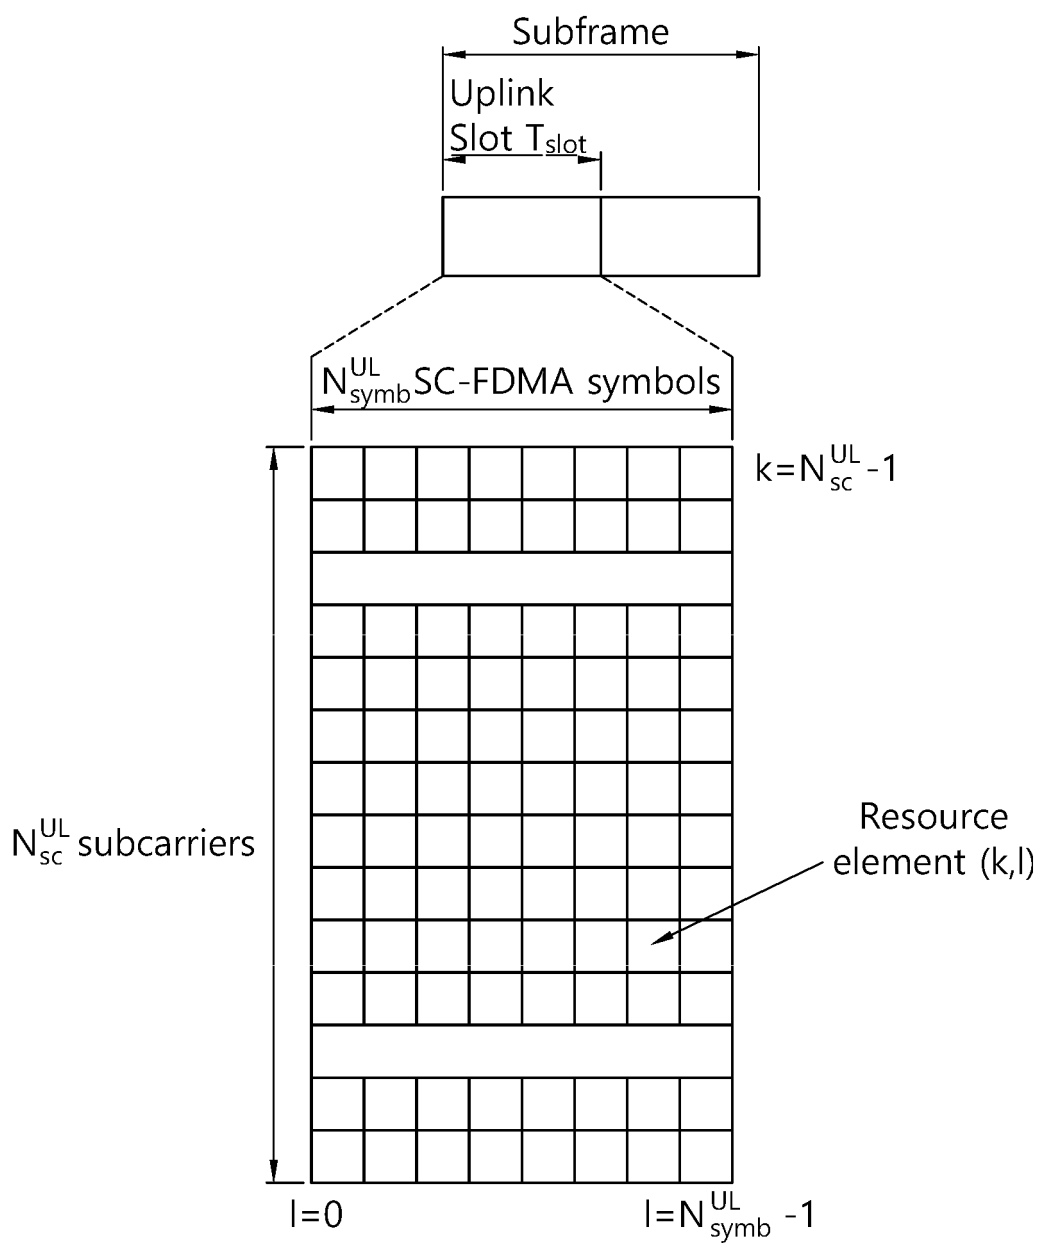 Subframe
Uplink
Slot T_slot
N^UL_symb SC-FDMA symbols
k=N^UL_sc -1
N^UL_sc subcarriers
Resource
element (k,l)
l=0
l=N^UL_symb -1